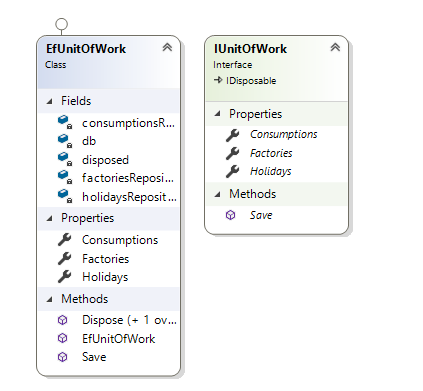 EfUnitOfWork
Class
Fields
consumptionsR...
db
disposed
factoriesReposi...
holidaysReposit...
Properties
Consumptions
Factories
Holidays
Methods
Dispose (+ 1 ov...
EfUnitOfWork
Save
IUnitOfWork
Interface
IDisposable
Properties
Consumptions
Factories
Holidays
Methods
Save